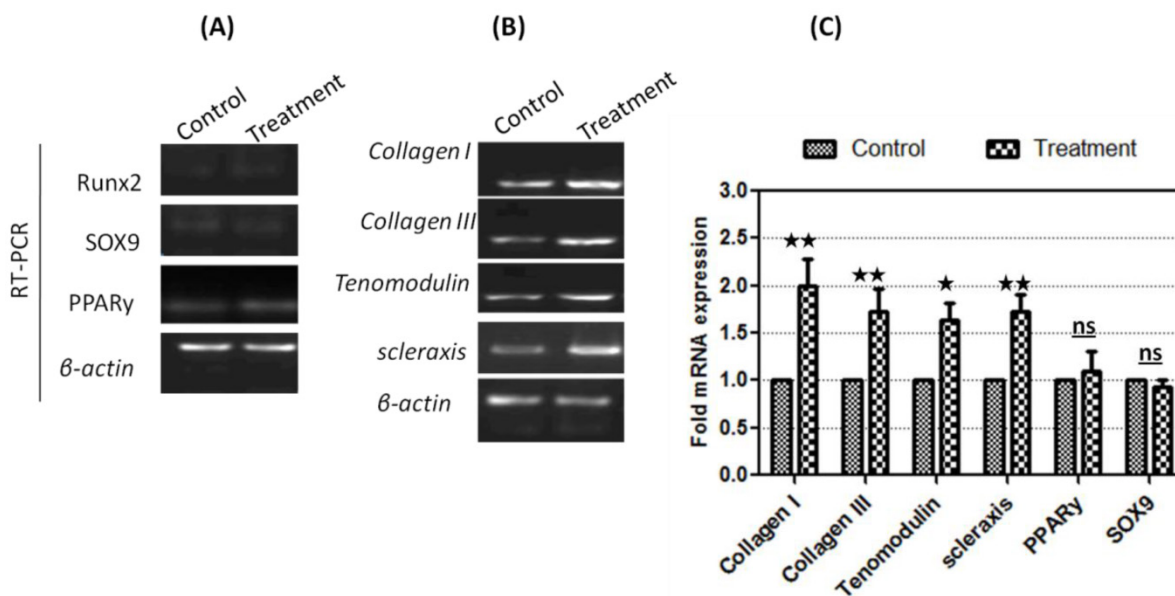 (A)
Control Treatment
RT-PCR
Runx2
SOX9
PPARy
β-actin
(B)
Control Treatment
Collagen I
Collagen III
Tenomodulin
scleraxis
β-actin
(C)
Control Treatment
Fold mRNA expression
3.0
2.5
2.0
1.5
1.0
0.5
0.0
★★
★★
★
★★
ns
ns
Collagen I
Collagen III
Tenomodulin
scleraxis
PPARy
SOX9